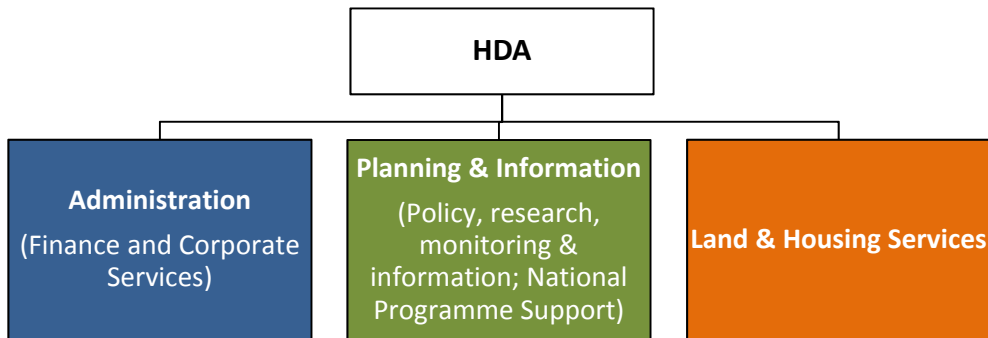 HDA
Administration
(Finance and Corporate
Services)
Planning & Information
(Policy, research,
monitoring &
information; National
Programme Support)
Land & Housing Services